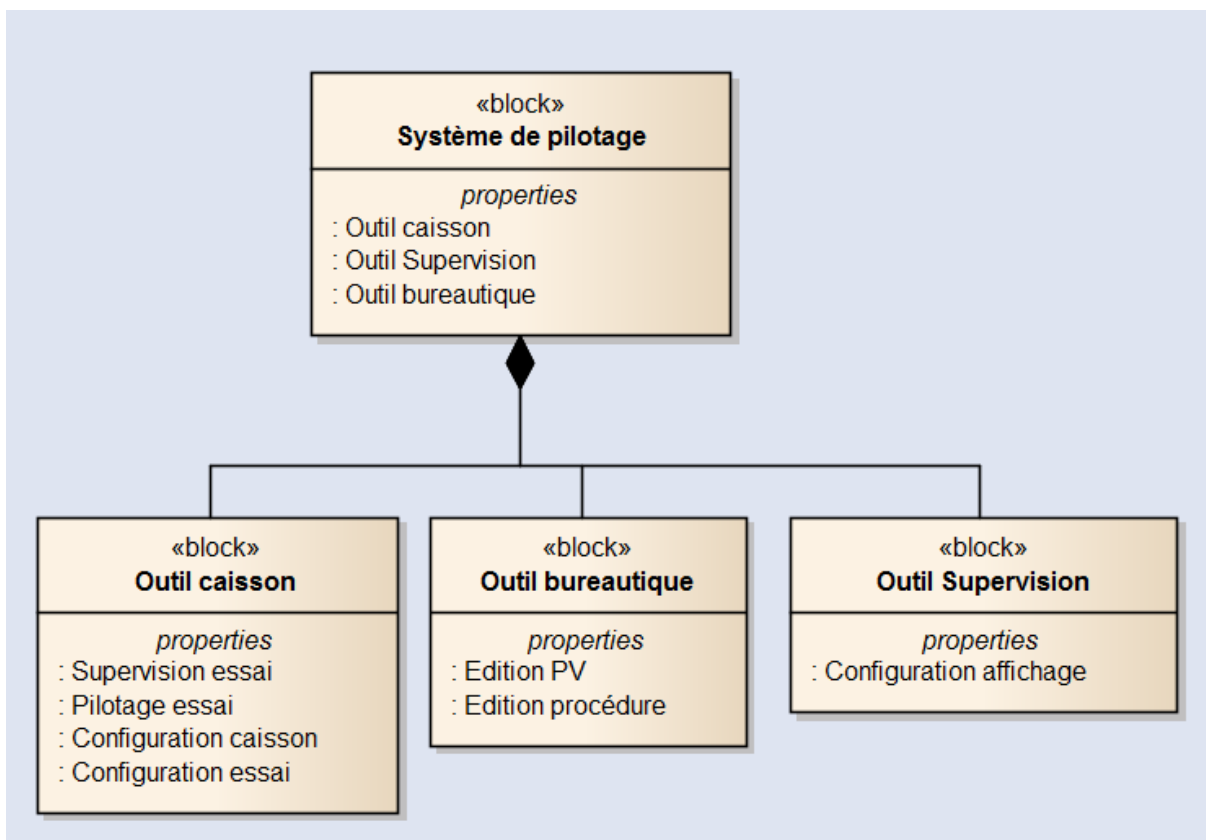 «block»
Système de pilotage
properties
: Outil caisson
: Outil Supervision
: Outil bureautique
«block»
Outil caisson
properties
: Supervision essai
: Pilotage essai
: Configuration caisson
: Configuration essai
«block»
Outil bureautique
properties
: Edition PV
: Edition procédure
«block»
Outil Supervision
properties
: Configuration affichage